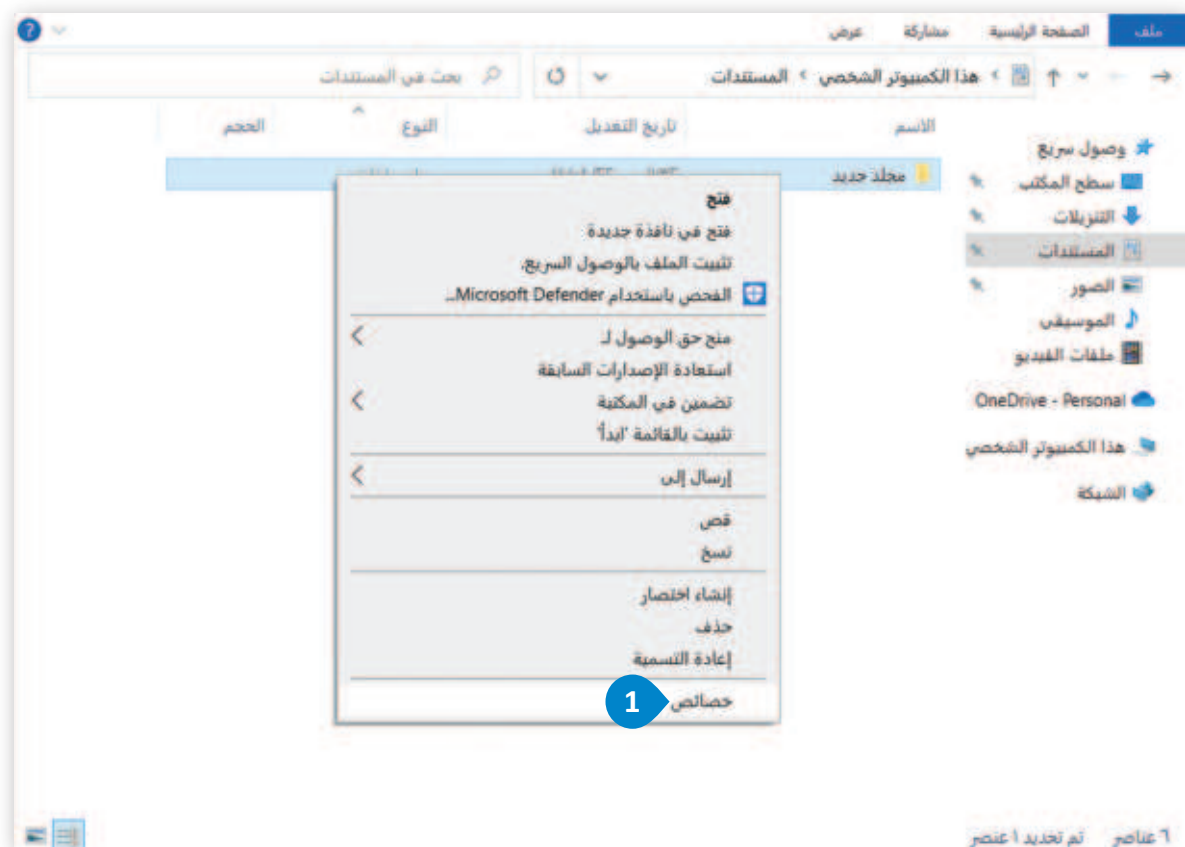 ملف الصفحة الرئيسية مشاركة عرض ?
هذا الكمبيوتر الشخصي المستندات
بحث في المستندات
الاسم تاريخ التعديل النوع الحجم
مجلد جديد
وصول سريع
سطح المكتب
التنزيلات
المستندات
الصور
الموسيقى
ملفات الفيديو
OneDrive - Personal
هذا الكمبيوتر الشخصي
الشبكة
فتح
فتح في نافذة جديدة
تثبيت الملف بالوصول السريع.
الفحص باستخدام Microsoft Defender...
منح حق الوصول لـ
استعادة الإصدارات السابقة
تضمين في المكتبة
تثبيت بالقائمة "ابدأ"
إرسال إلى
قص
نسخ
إنشاء اختصار
حذف
إعادة التسمية
خصائص
1
٦ عناصر تم تحديد ١ عنصر